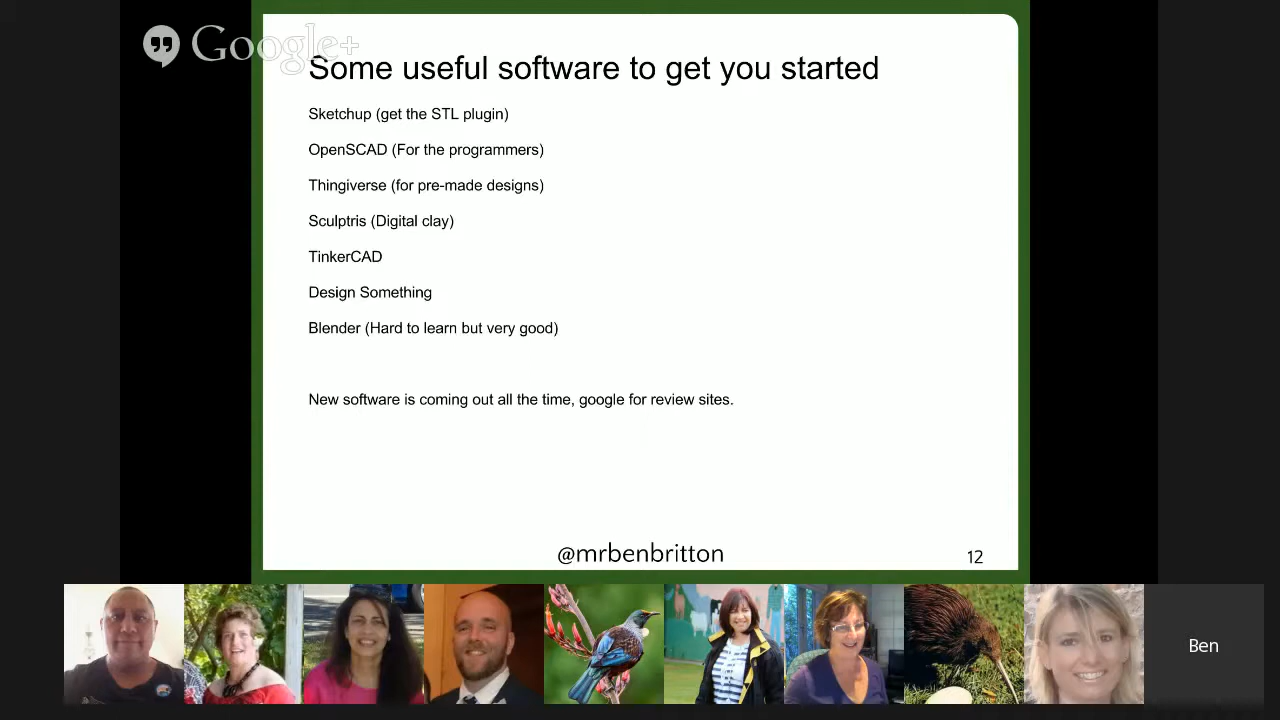 Google+
Some useful software to get you started
Sketchup (get the STL plugin)
OpenSCAD (For the programmers)
Thingiverse (for pre-made designs)
Sculptris (Digital clay)
TinkerCAD
Design Something
Blender (Hard to learn but very good)
New software is coming out all the time, google for review sites.
@mrbenbritton
12
Ben